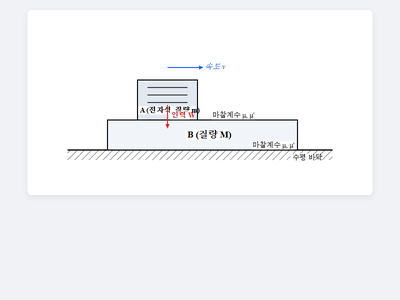 속도 v
A (전자석, 질량 m)
인력 W
마찰계수 μ, μ'
B (질량 M)
마찰계수 μ, μ'
수평 바닥